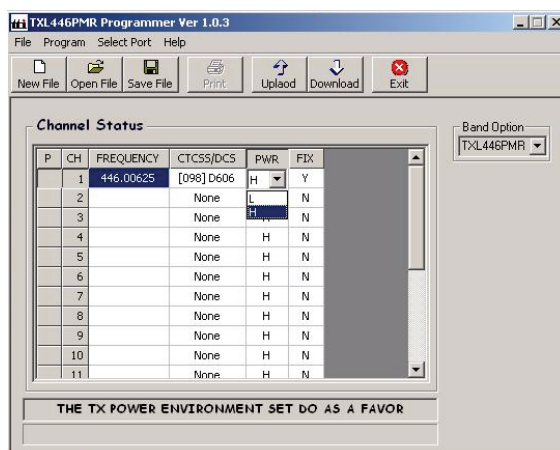 tti TXL446PMR Programmer Ver 1.0.3
File Program Select Port Help
New File Open File Save File Print Uplaod Download Exit
Channel Status
Band Option
TXL446PMR
P CH FREQUENCY CTCSS/DCS PWR FIX
1 446.00625 [098] D606 H Y
2 None L N
3 None H N
4 None H N
5 None H N
6 None H N
7 None H N
8 None H N
9 None H N
10 None H N
11 None H N
THE TX POWER ENVIRONMENT SET DO AS A FAVOR